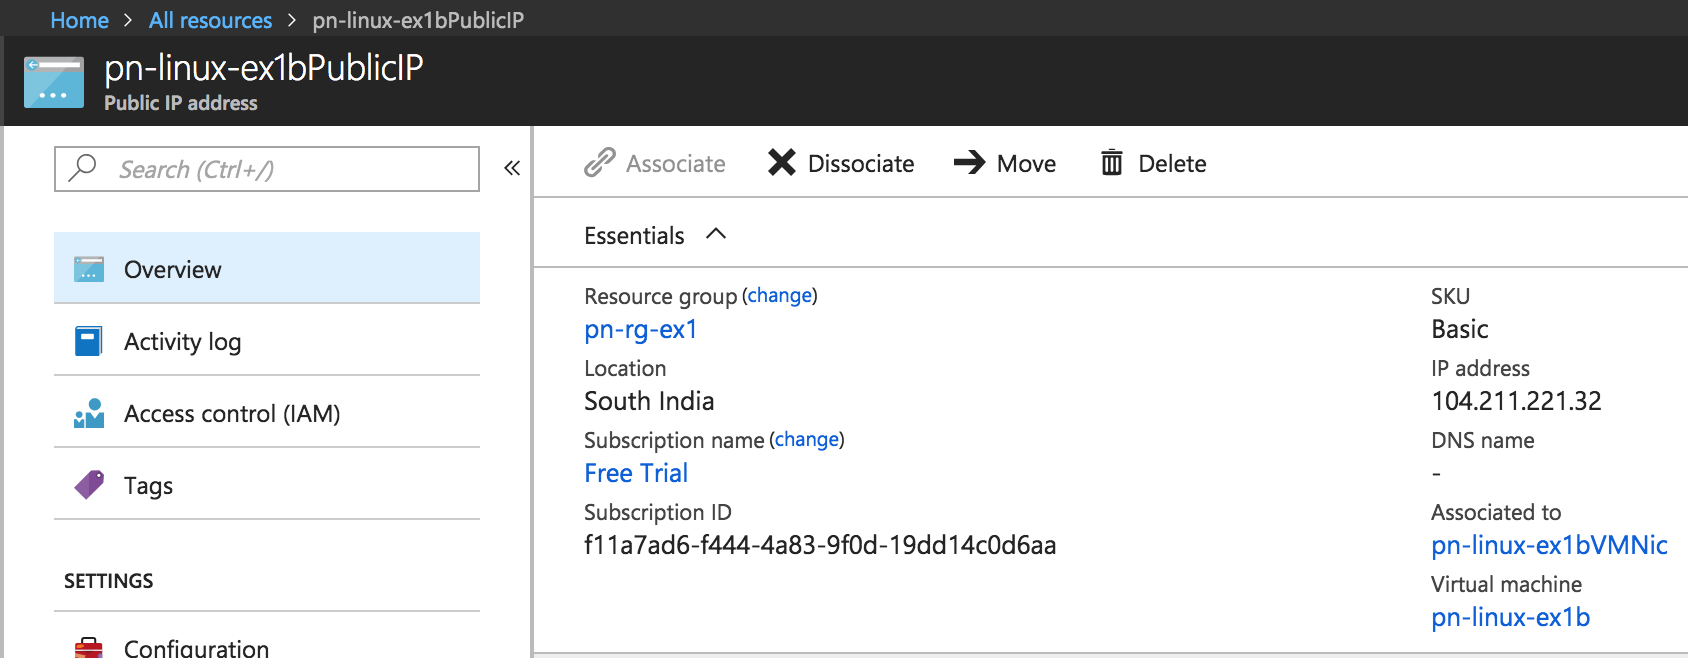 Home > All resources > pn-linux-ex1bPublicIP
pn-linux-ex1bPublicIP
Public IP address
Search (Ctrl+/)
«
Associate Dissociate Move Delete
Overview
Activity log
Access control (IAM)
Tags
SETTINGS
Configuration
Essentials
Resource group (change)
pn-rg-ex1
Location
South India
Subscription name (change)
Free Trial
Subscription ID
f11a7ad6-f444-4a83-9f0d-19dd14c0d6aa
SKU
Basic
IP address
104.211.221.32
DNS name
-
Associated to
pn-linux-ex1bVMNic
Virtual machine
pn-linux-ex1b